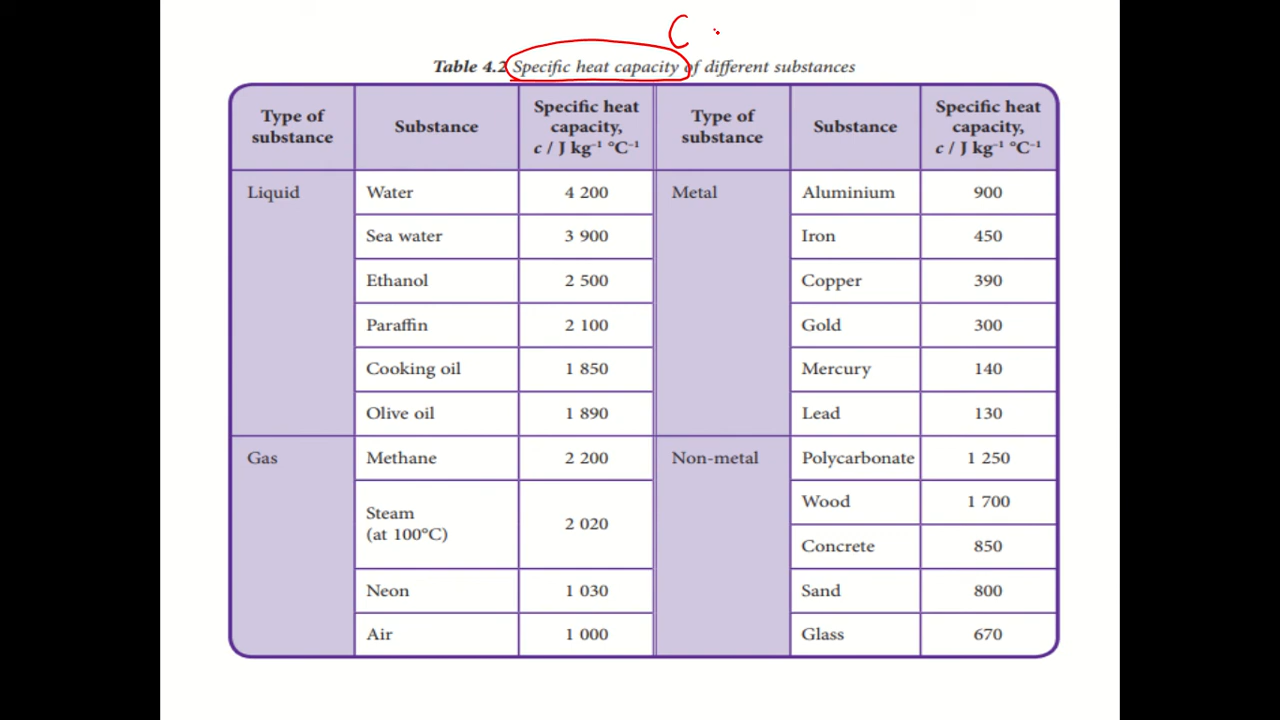 C
Table 4.2 Specific heat capacity of different substances
Type of substance Substance Specific heat capacity, c / J kg⁻¹ °C⁻¹ Type of substance Substance Specific heat capacity, c / J kg⁻¹ °C⁻¹
Liquid Water 4 200 Metal Aluminium 900
Sea water 3 900 Iron 450
Ethanol 2 500 Copper 390
Paraffin 2 100 Gold 300
Cooking oil 1 850 Mercury 140
Olive oil 1 890 Lead 130
Gas Methane 2 200 Non-metal Polycarbonate 1 250
Steam (at 100°C) 2 020 Wood 1 700
Concrete 850
Neon 1 030 Sand 800
Air 1 000 Glass 670